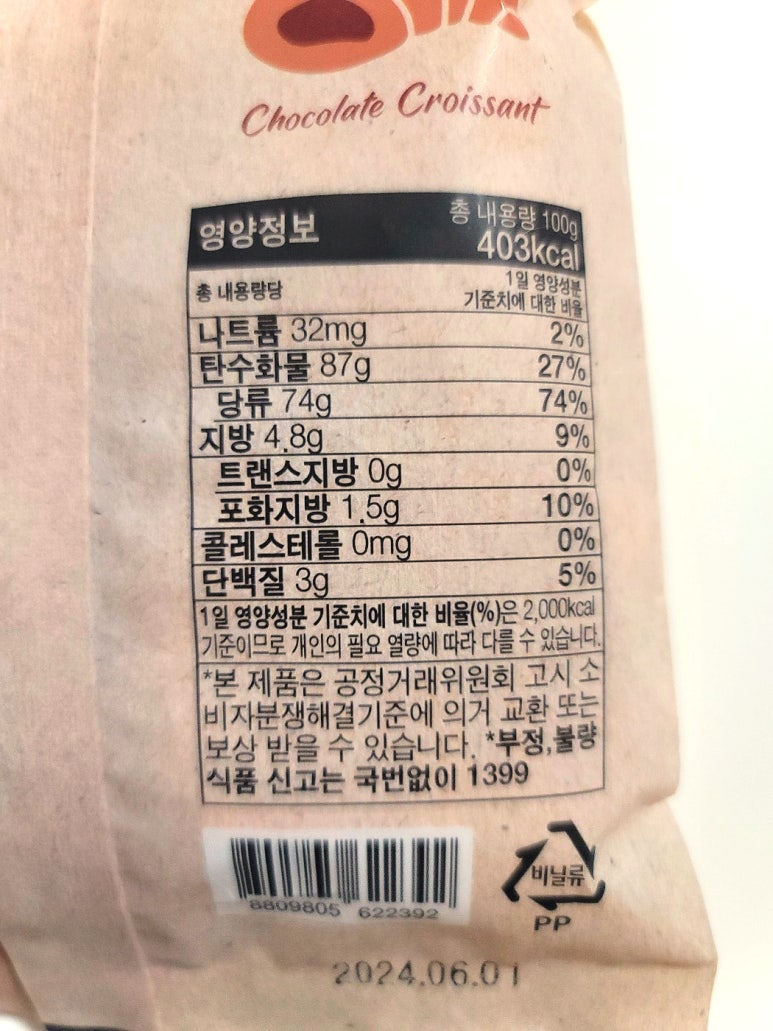 Chocolate Croissant
영양정보
총 내용량 100g
403kcal
총 내용량당
1일 영양성분
기준치에 대한 비율
나트륨 32mg 2%
탄수화물 87g 27%
당류 74g 74%
지방 4.8g 9%
트랜스지방 0g 0%
포화지방 1.5g 10%
콜레스테롤 0mg 0%
단백질 3g 5%
1일 영양성분 기준치에 대한 비율(%)은 2,000kcal
기준이므로 개인의 필요 열량에 따라 다를 수 있습니다.
*본 제품은 공정거래위원회 고시 소
비자분쟁해결기준에 의거 교환 또는
보상 받을 수 있습니다. *부정,불량
식품 신고는 국번없이 1399
8809805 622392
비닐류
PP
2024.06.01